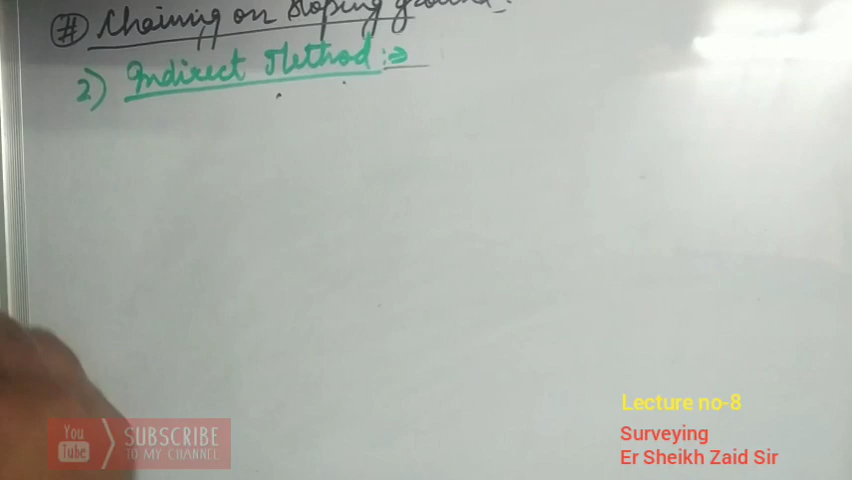 # Chaining on sloping ground:-
2) Indirect Method :⇒
Lecture no-8
Surveying
Er Sheikh Zaid Sir
You Tube SUBSCRIBE
TO MY CHANNEL